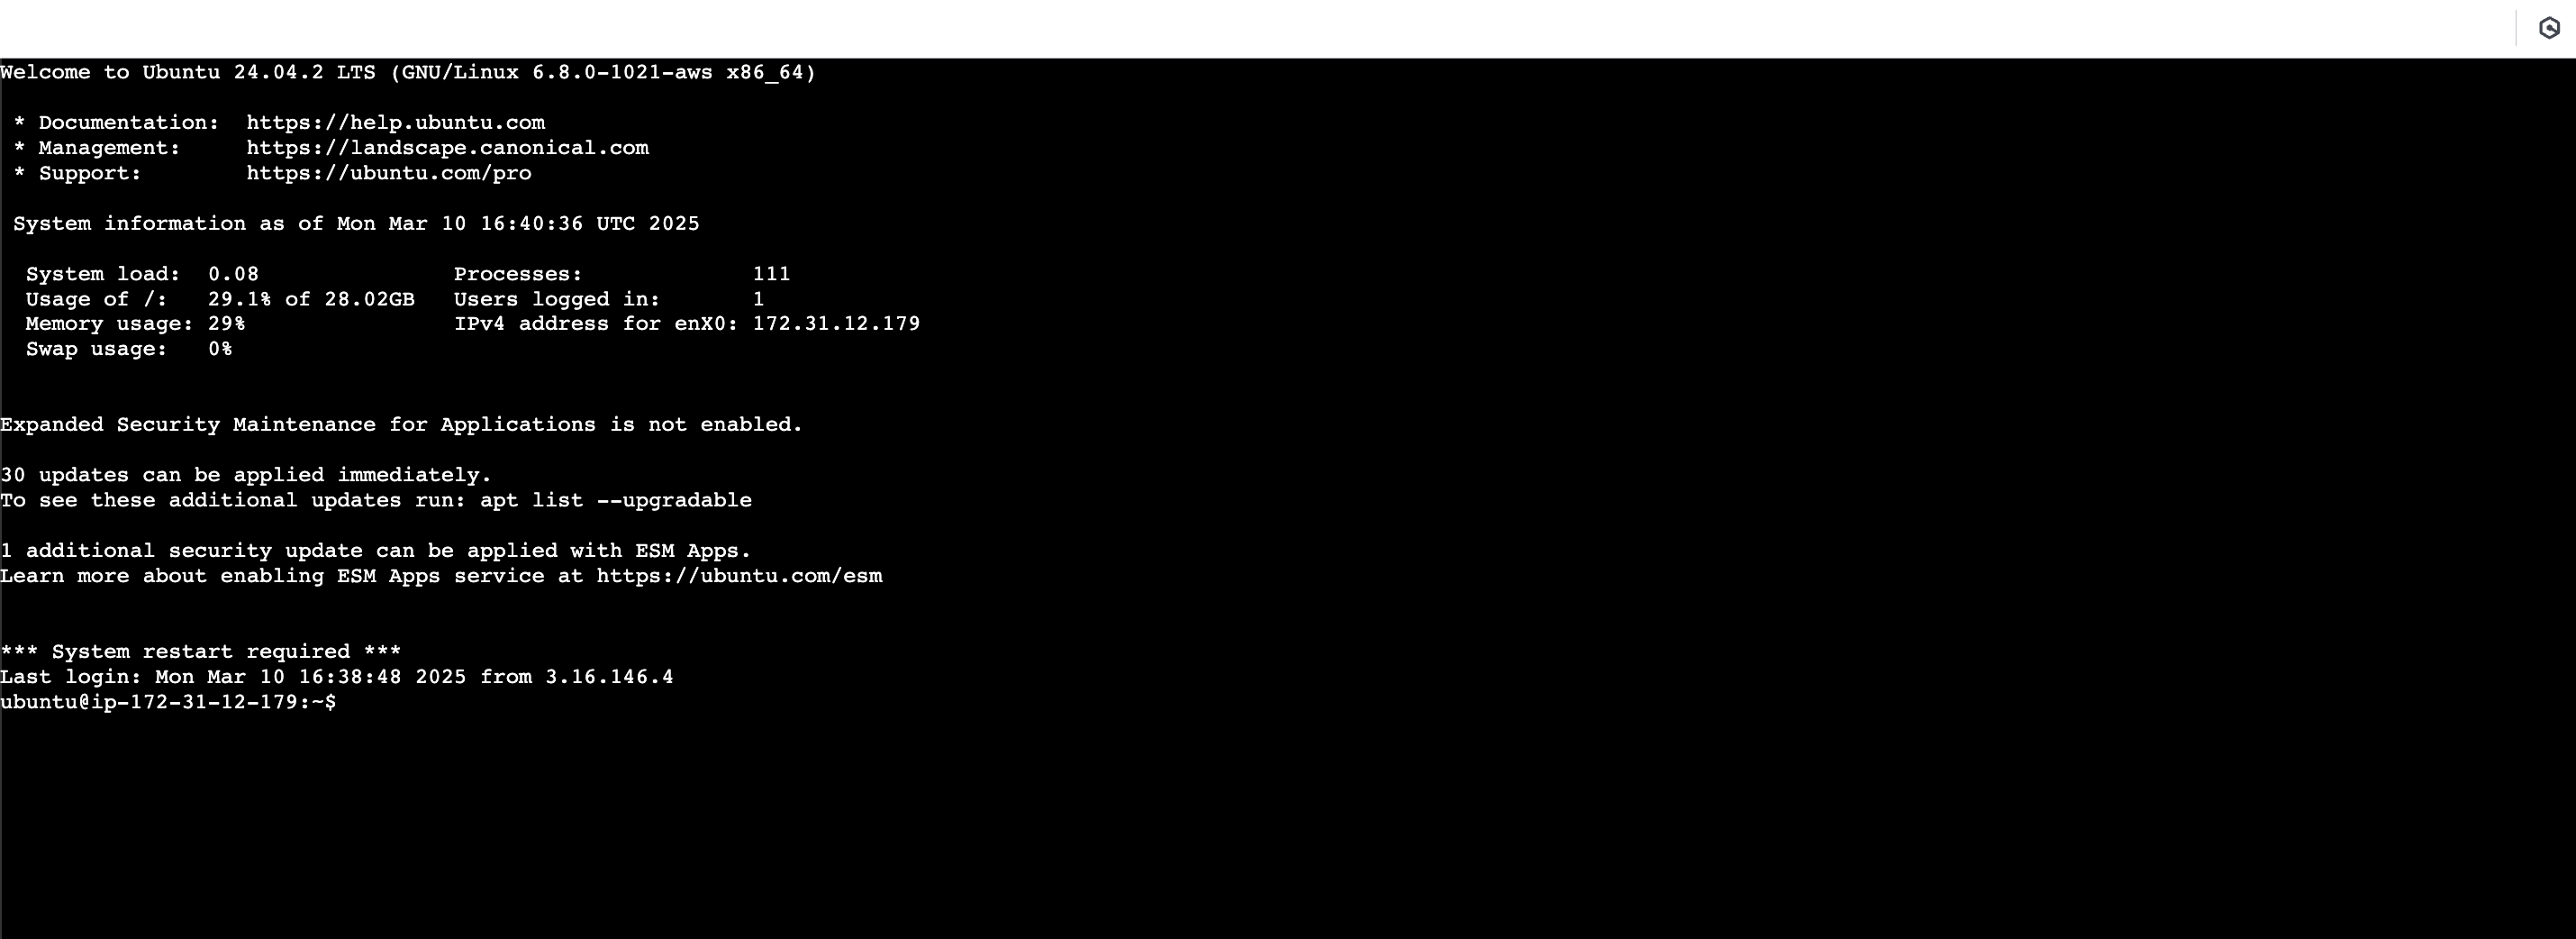 Welcome to Ubuntu 24.04.2 LTS (GNU/Linux 6.8.0-1021-aws x86_64)
* Documentation:  https://help.ubuntu.com
* Management:     https://landscape.canonical.com
* Support:        https://ubuntu.com/pro
System information as of Mon Mar 10 16:40:36 UTC 2025
System load:  0.08               Processes:             111
Usage of /:   29.1% of 28.02GB   Users logged in:       1
Memory usage: 29%                IPv4 address for enX0: 172.31.12.179
Swap usage:   0%
Expanded Security Maintenance for Applications is not enabled.
30 updates can be applied immediately.
To see these additional updates run: apt list --upgradable
1 additional security update can be applied with ESM Apps.
Learn more about enabling ESM Apps service at https://ubuntu.com/esm
*** System restart required ***
Last login: Mon Mar 10 16:38:48 2025 from 3.16.146.4
ubuntu@ip-172-31-12-179:~$